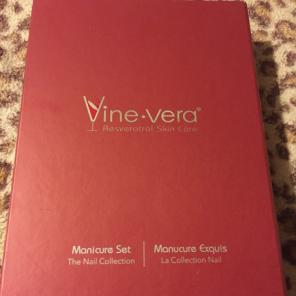 Vine·vera®
Resveratrol Skin Care
Manicure Set
The Nail Collection
Manucure Exquis
La Collection Nail